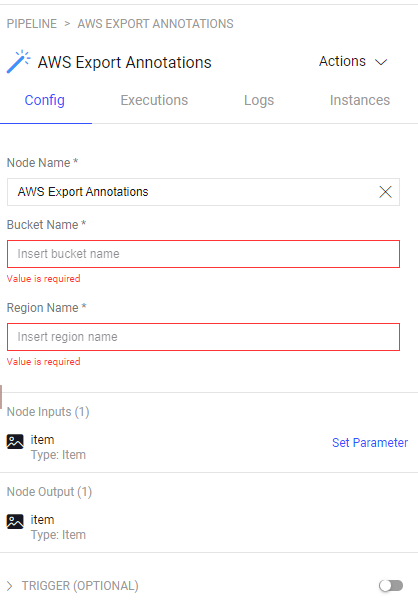 PIPELINE > AWS EXPORT ANNOTATIONS
AWS Export Annotations
Actions
Config Executions Logs Instances
Node Name *
AWS Export Annotations
Bucket Name *
Insert bucket name
Value is required
Region Name *
Insert region name
Value is required
Node Inputs (1)
item
Type: Item
Set Parameter
Node Output (1)
item
Type: Item
TRIGGER (OPTIONAL)